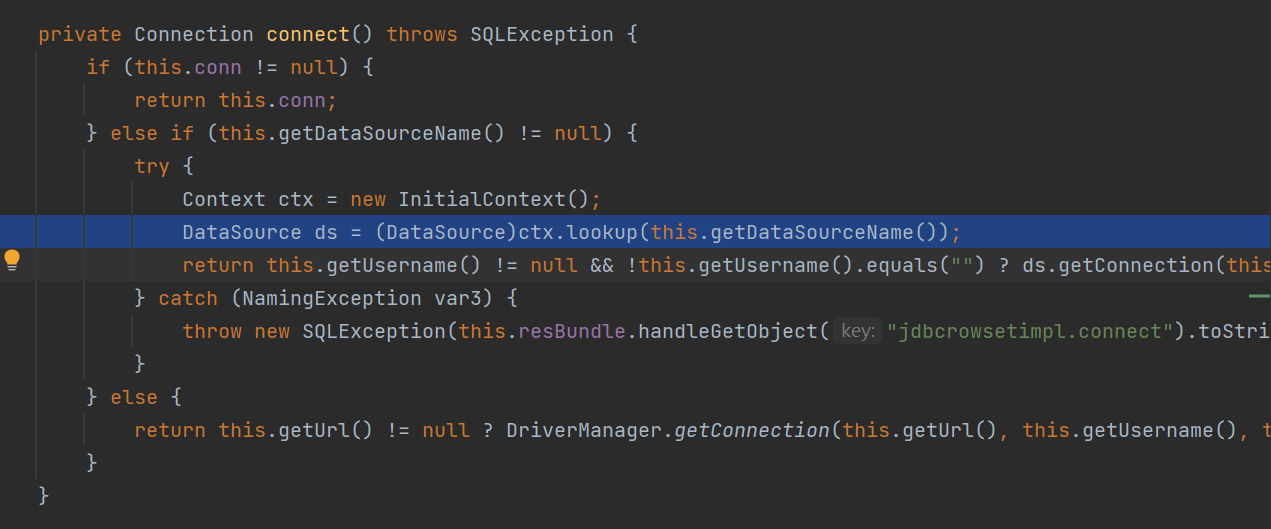 private Connection connect() throws SQLException {
if (this.conn != null) {
return this.conn;
} else if (this.getDataSourceName() != null) {
try {
Context ctx = new InitialContext();
DataSource ds = (DataSource)ctx.lookup(this.getDataSourceName());
return this.getUsername() != null && !this.getUsername().equals("") ? ds.getConnection(this
} catch (NamingException var3) {
throw new SQLException(this.resBundle.handleGetObject( key: "jdbcrowsetimpl.connect").toStri
}
} else {
return this.getUrl() != null ? DriverManager.getConnection(this.getUrl(), this.getUsername(), t
}
}